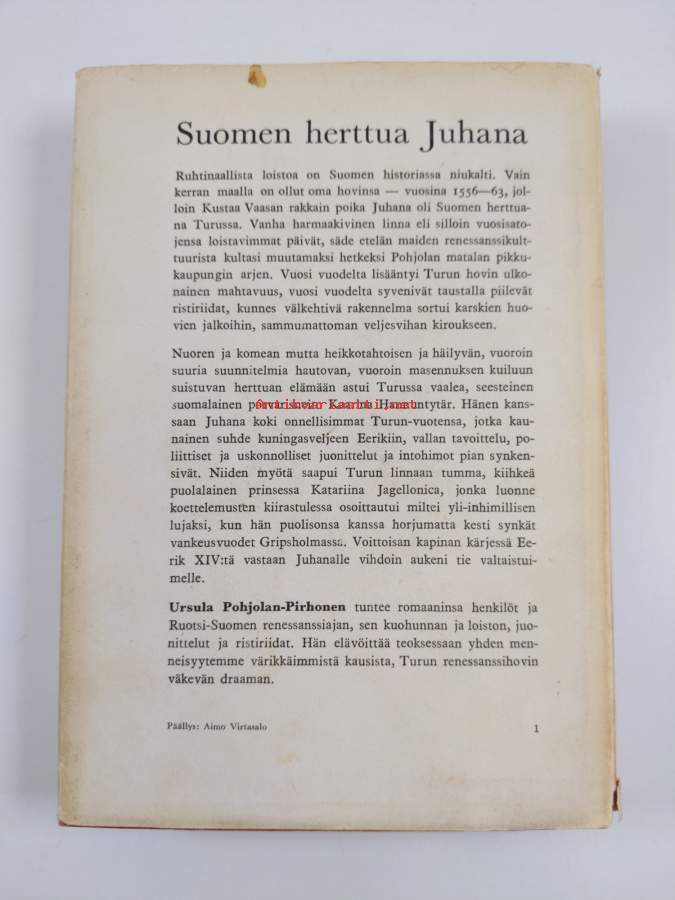 Suomen herttua Juhana
Ruhtinaallista loistoa on Suomen historiassa niukalti. Vain
kerran maalla on ollut oma hovinsa — vuosina 1556—63, jol-
loin Kustaa Vaasan rakkain poika Juhana oli Suomen herttua-
na Turussa. Vanha harmaakivinen linna eli silloin vuosisato-
jensa loistavimmat päivät, säde etelän maiden renessanssikult-
tuurista kultasi muutamaksi hetkeksi Pohjolan matalan pikku-
kaupungin arjen. Vuosi vuodelta lisääntyi Turun hovin ulko-
nainen mahtavuus, vuosi vuodelta syvenivät taustalla piilevät
ristiriidat, kunnes välkehtivä rakennelma sortui karskien huo-
vien jalkoihin, sammumattoman veljesvihan kiroukseen.
Nuoren ja komean mutta heikkotahtoisen ja häilyvän, vuoroin
suuria suunnitelmia hautovan, vuoroin masennuksen kuiluun
suistuvan herttuan elämään astui Turussa vaalea, seesteinen
suomalainen Kaarina Hannuntytär. Hänen kans-
saan Juhana koki onnellisimmat Turun-vuotensa, jotka kau-
nainen suhde kuningasveljeen Eerikiin, vallan tavoittelu, po-
liittiset ja uskonnolliset juonittelut ja intohimot pian synken-
sivät. Niiden myötä saapui Turun linnaan tumma, kiihkeä
puolalainen prinsessa Katariina Jagellonica, jonka luonne
koettelemusten kiirastulessa osoittautui miltei yli-inhimillisen
lujaksi, kun hän puolisonsa kanssa horjumatta kesti synkät
vankeusvuodet Gripsholmassa. Voittoisan kapinan kärjessä Ee-
rik XIV:tä vastaan Juhanalle vihdoin aukeni tie valtaistui-
melle.
Ursula Pohjolan-Pirhonen tuntee romaaninsa henkilöt ja
Ruotsi-Suomen renessanssiajan, sen kuohunnan ja loiston, juo-
nittelut ja ristiriidat. Hän elävöittää teoksessaan yhden men-
neisyytemme värikkäimmistä kausista, Turun renessanssihovin
väkevän draaman.
Päällys: Aimo Virtasalo 1